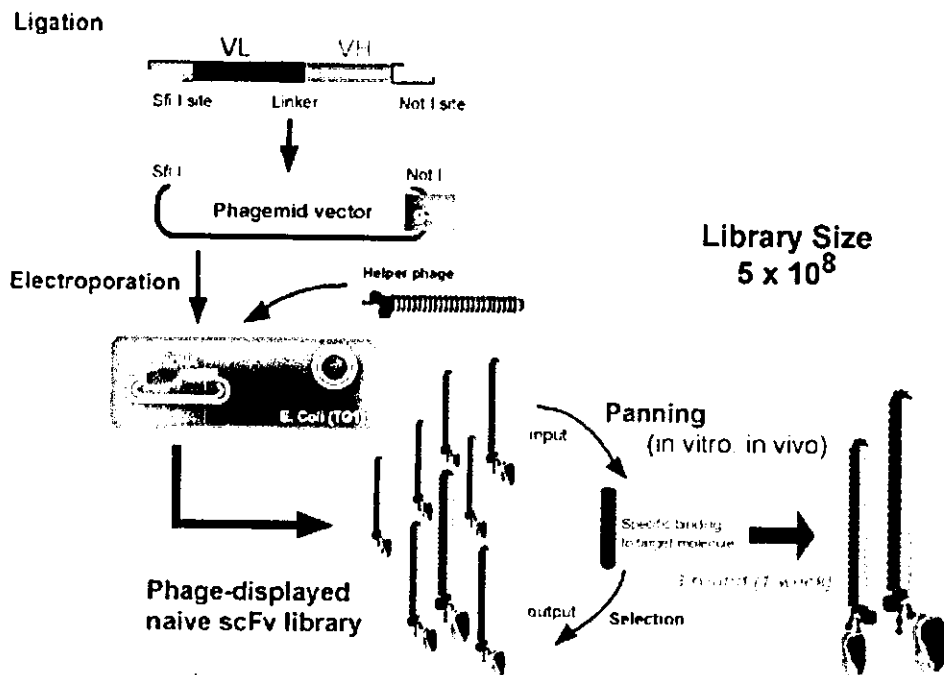 Ligation
VL VH
Sfi I site Linker Not I site
Sfi I Not I
Phagemid vector
Library Size
5 x 10⁸
Electroporation
Helper phage
E. Coli (TG1)
input
Panning
(in vitro, in vivo)
Specific binding
to target molecule
Phage-displayed
naive scFv library
output
Selection